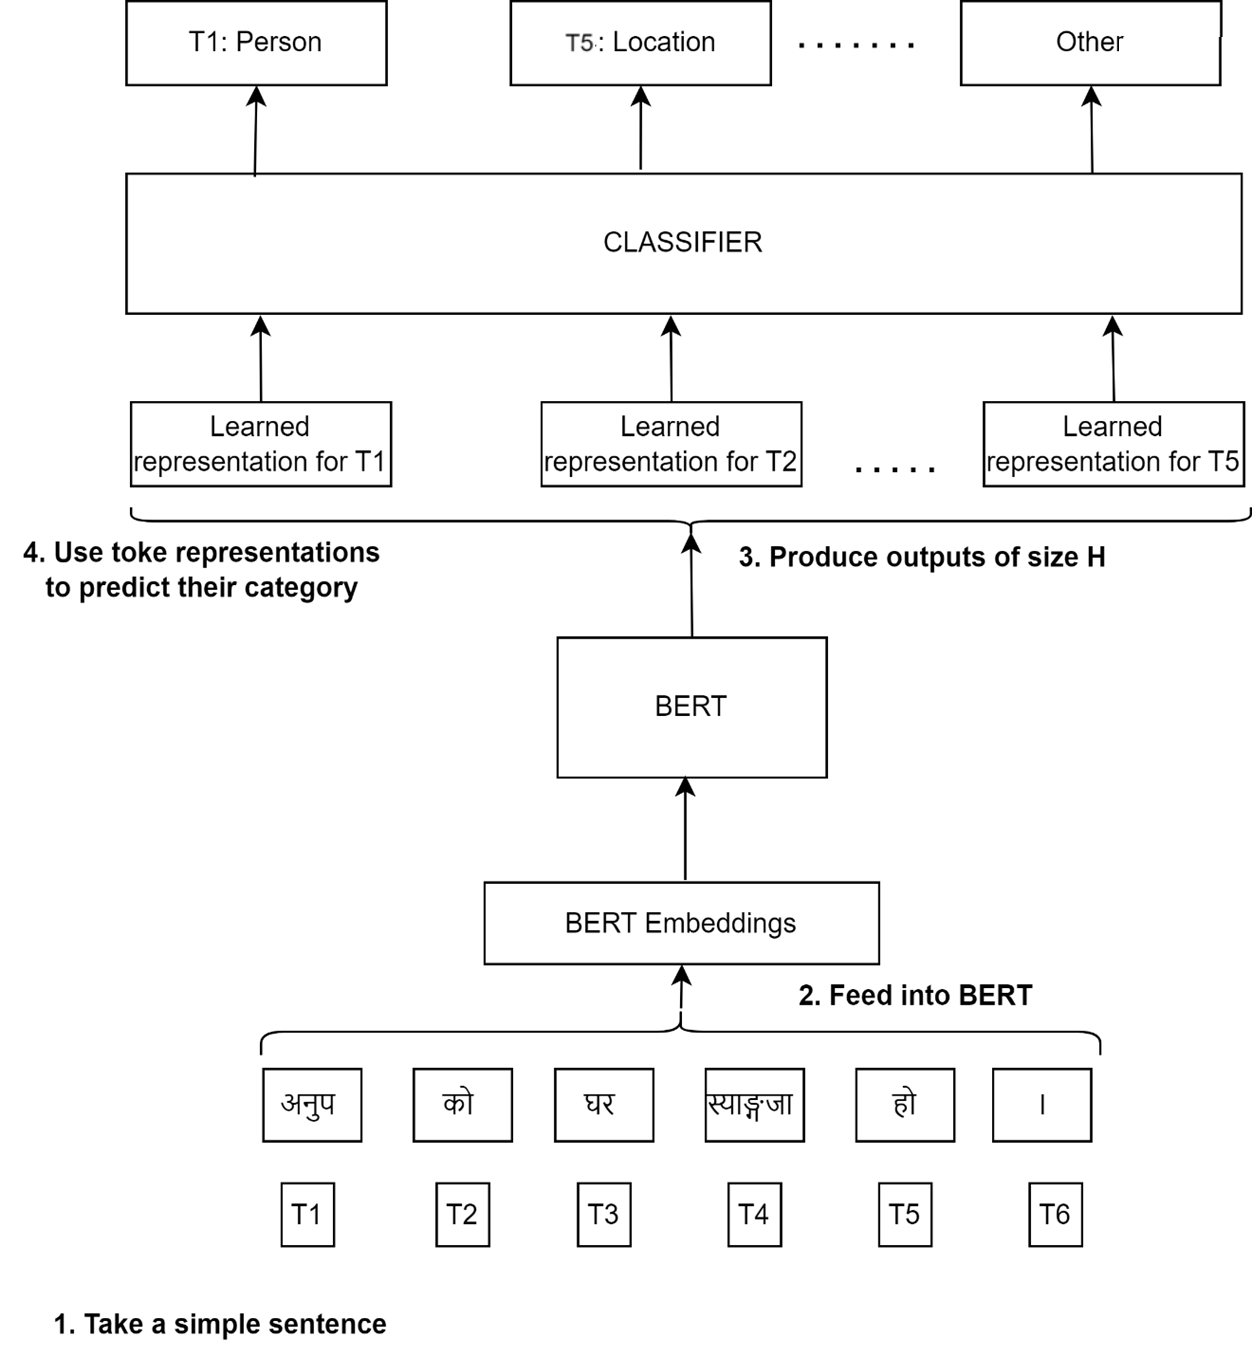 T1: Person
T5: Location
.......
Other
CLASSIFIER
Learned
representation for T1
Learned
representation for T2
.....
Learned
representation for T5
4. Use toke representations
to predict their category
3. Produce outputs of size H
BERT
BERT Embeddings
2. Feed into BERT
अनुप
को
घर
स्याङ्गजा
हो
।
T1
T2
T3
T4
T5
T6
1. Take a simple sentence